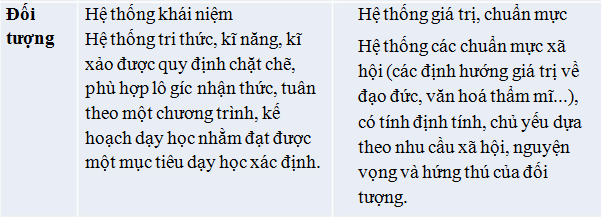 Đối
tượng
Hệ thống khái niệm
Hệ thống tri thức, kĩ năng, kĩ
xảo được quy định chặt chẽ,
phù hợp lô gíc nhận thức, tuân
theo một chương trình, kế
hoạch dạy học nhằm đạt được
một mục tiêu dạy học xác định.
Hệ thống giá trị, chuẩn mực
Hệ thống các chuẩn mực xã
hội (các định hướng giá trị về
đạo đức, văn hoá thẩm mĩ...),
có tính định tính, chủ yếu dựa
theo nhu cầu xã hội, nguyện
vọng và hứng thú của đối
tượng.